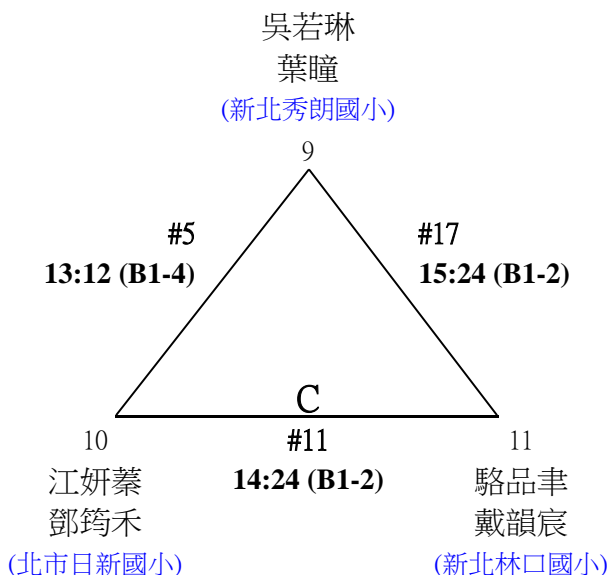 吳若琳
葉瞳
(新北秀朗國小)
9
#5
#17
13:12 (B1-4)
15:24 (B1-2)
C
10
#11
11
江妍蓁
14:24 (B1-2)
駱品聿
鄧筠禾
戴韻宸
(北市日新國小)
(新北林口國小)